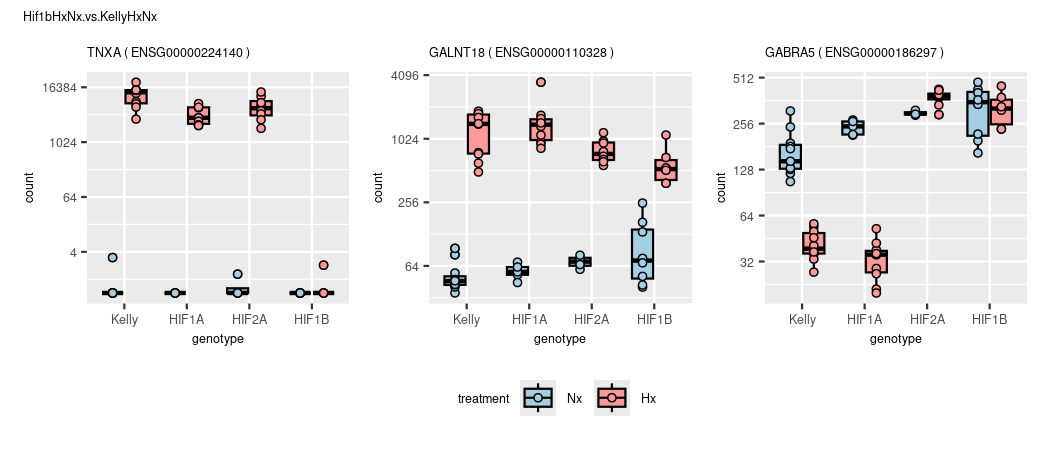 Hif1bHxNx.vs.KellyHxNx
TNXA ( ENSG00000224140 )
GALNT18 ( ENSG00000110328 )
GABRA5 ( ENSG00000186297 )
count
16384
1024
64
4
Kelly HIF1A HIF2A HIF1B
genotype
count
4096
1024
256
64
Kelly HIF1A HIF2A HIF1B
genotype
count
512
256
128
64
32
Kelly HIF1A HIF2A HIF1B
genotype
treatment Nx Hx